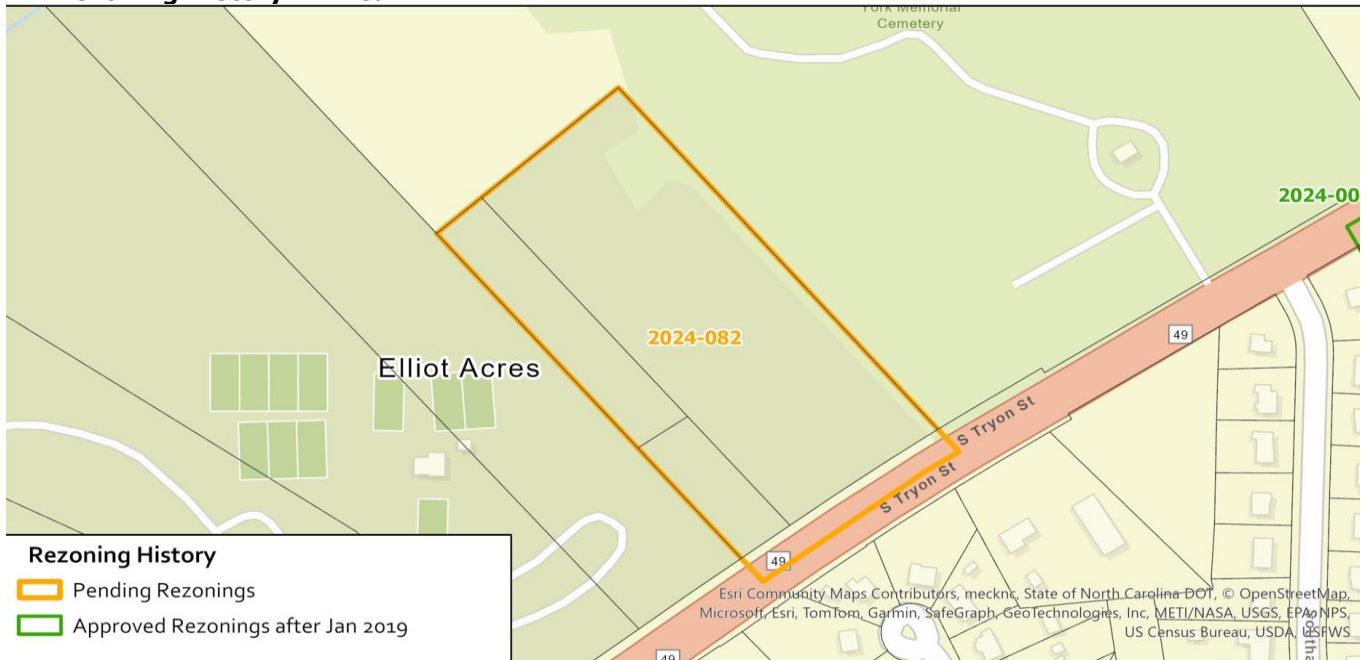 Cemetery
2024-00
2024-082
49
Elliot Acres
S Tryon St
S Tryon St
49
49
Rezoning History
Pending Rezonings
Approved Rezonings after Jan 2019
Esri Community Maps Contributors, mecknc, State of North Carolina DOT, © OpenStreetMap,
Microsoft, Esri, TomTom, Garmin, SafeGraph, GeoTechnologies, Inc, METI/NASA, USGS, EPA, NPS,
US Census Bureau, USDA, USFWS